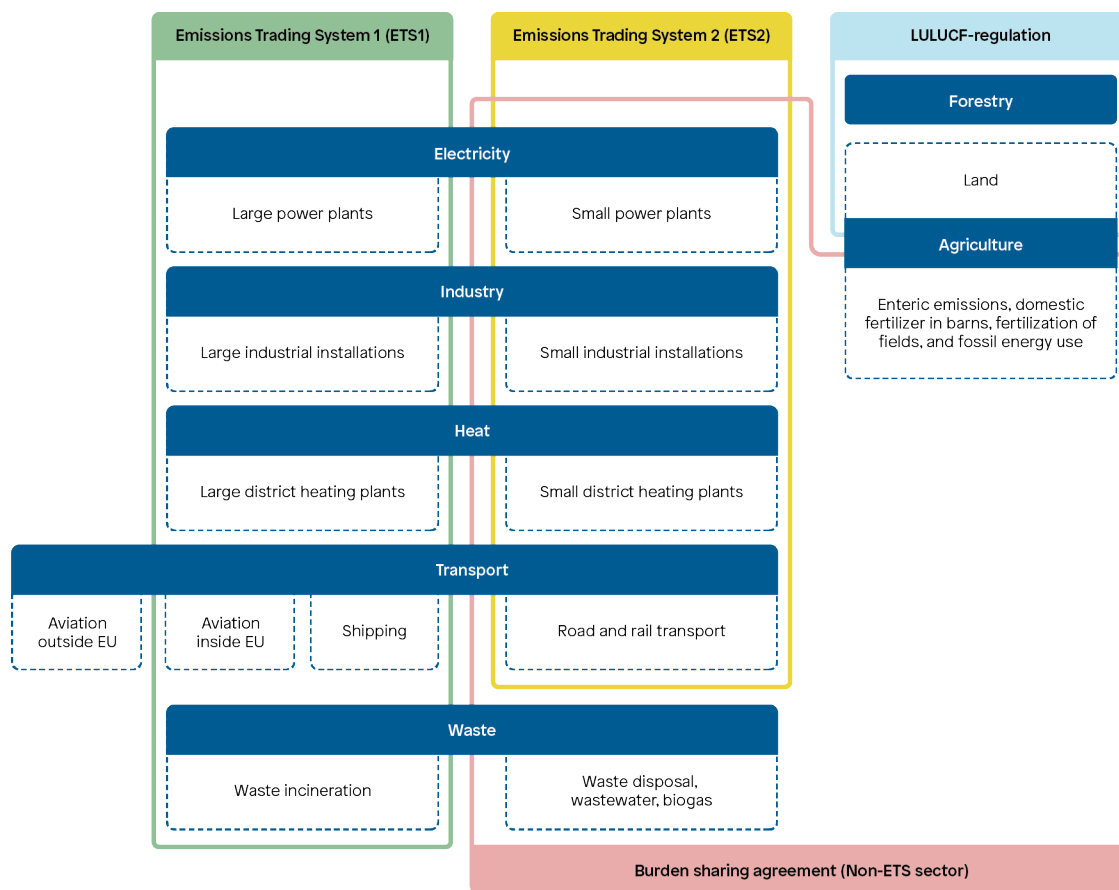 Emissions Trading System 1 (ETS1)
Emissions Trading System 2 (ETS2)
LULUCF-regulation
Forestry
Land
Agriculture
Enteric emissions, domestic
fertilizer in barns, fertilization of
fields, and fossil energy use
Electricity
Large power plants
Small power plants
Industry
Large industrial installations
Small industrial installations
Heat
Large district heating plants
Small district heating plants
Transport
Aviation
outside EU
Aviation
inside EU
Shipping
Road and rail transport
Waste
Waste incineration
Waste disposal,
wastewater, biogas
Burden sharing agreement (Non-ETS sector)